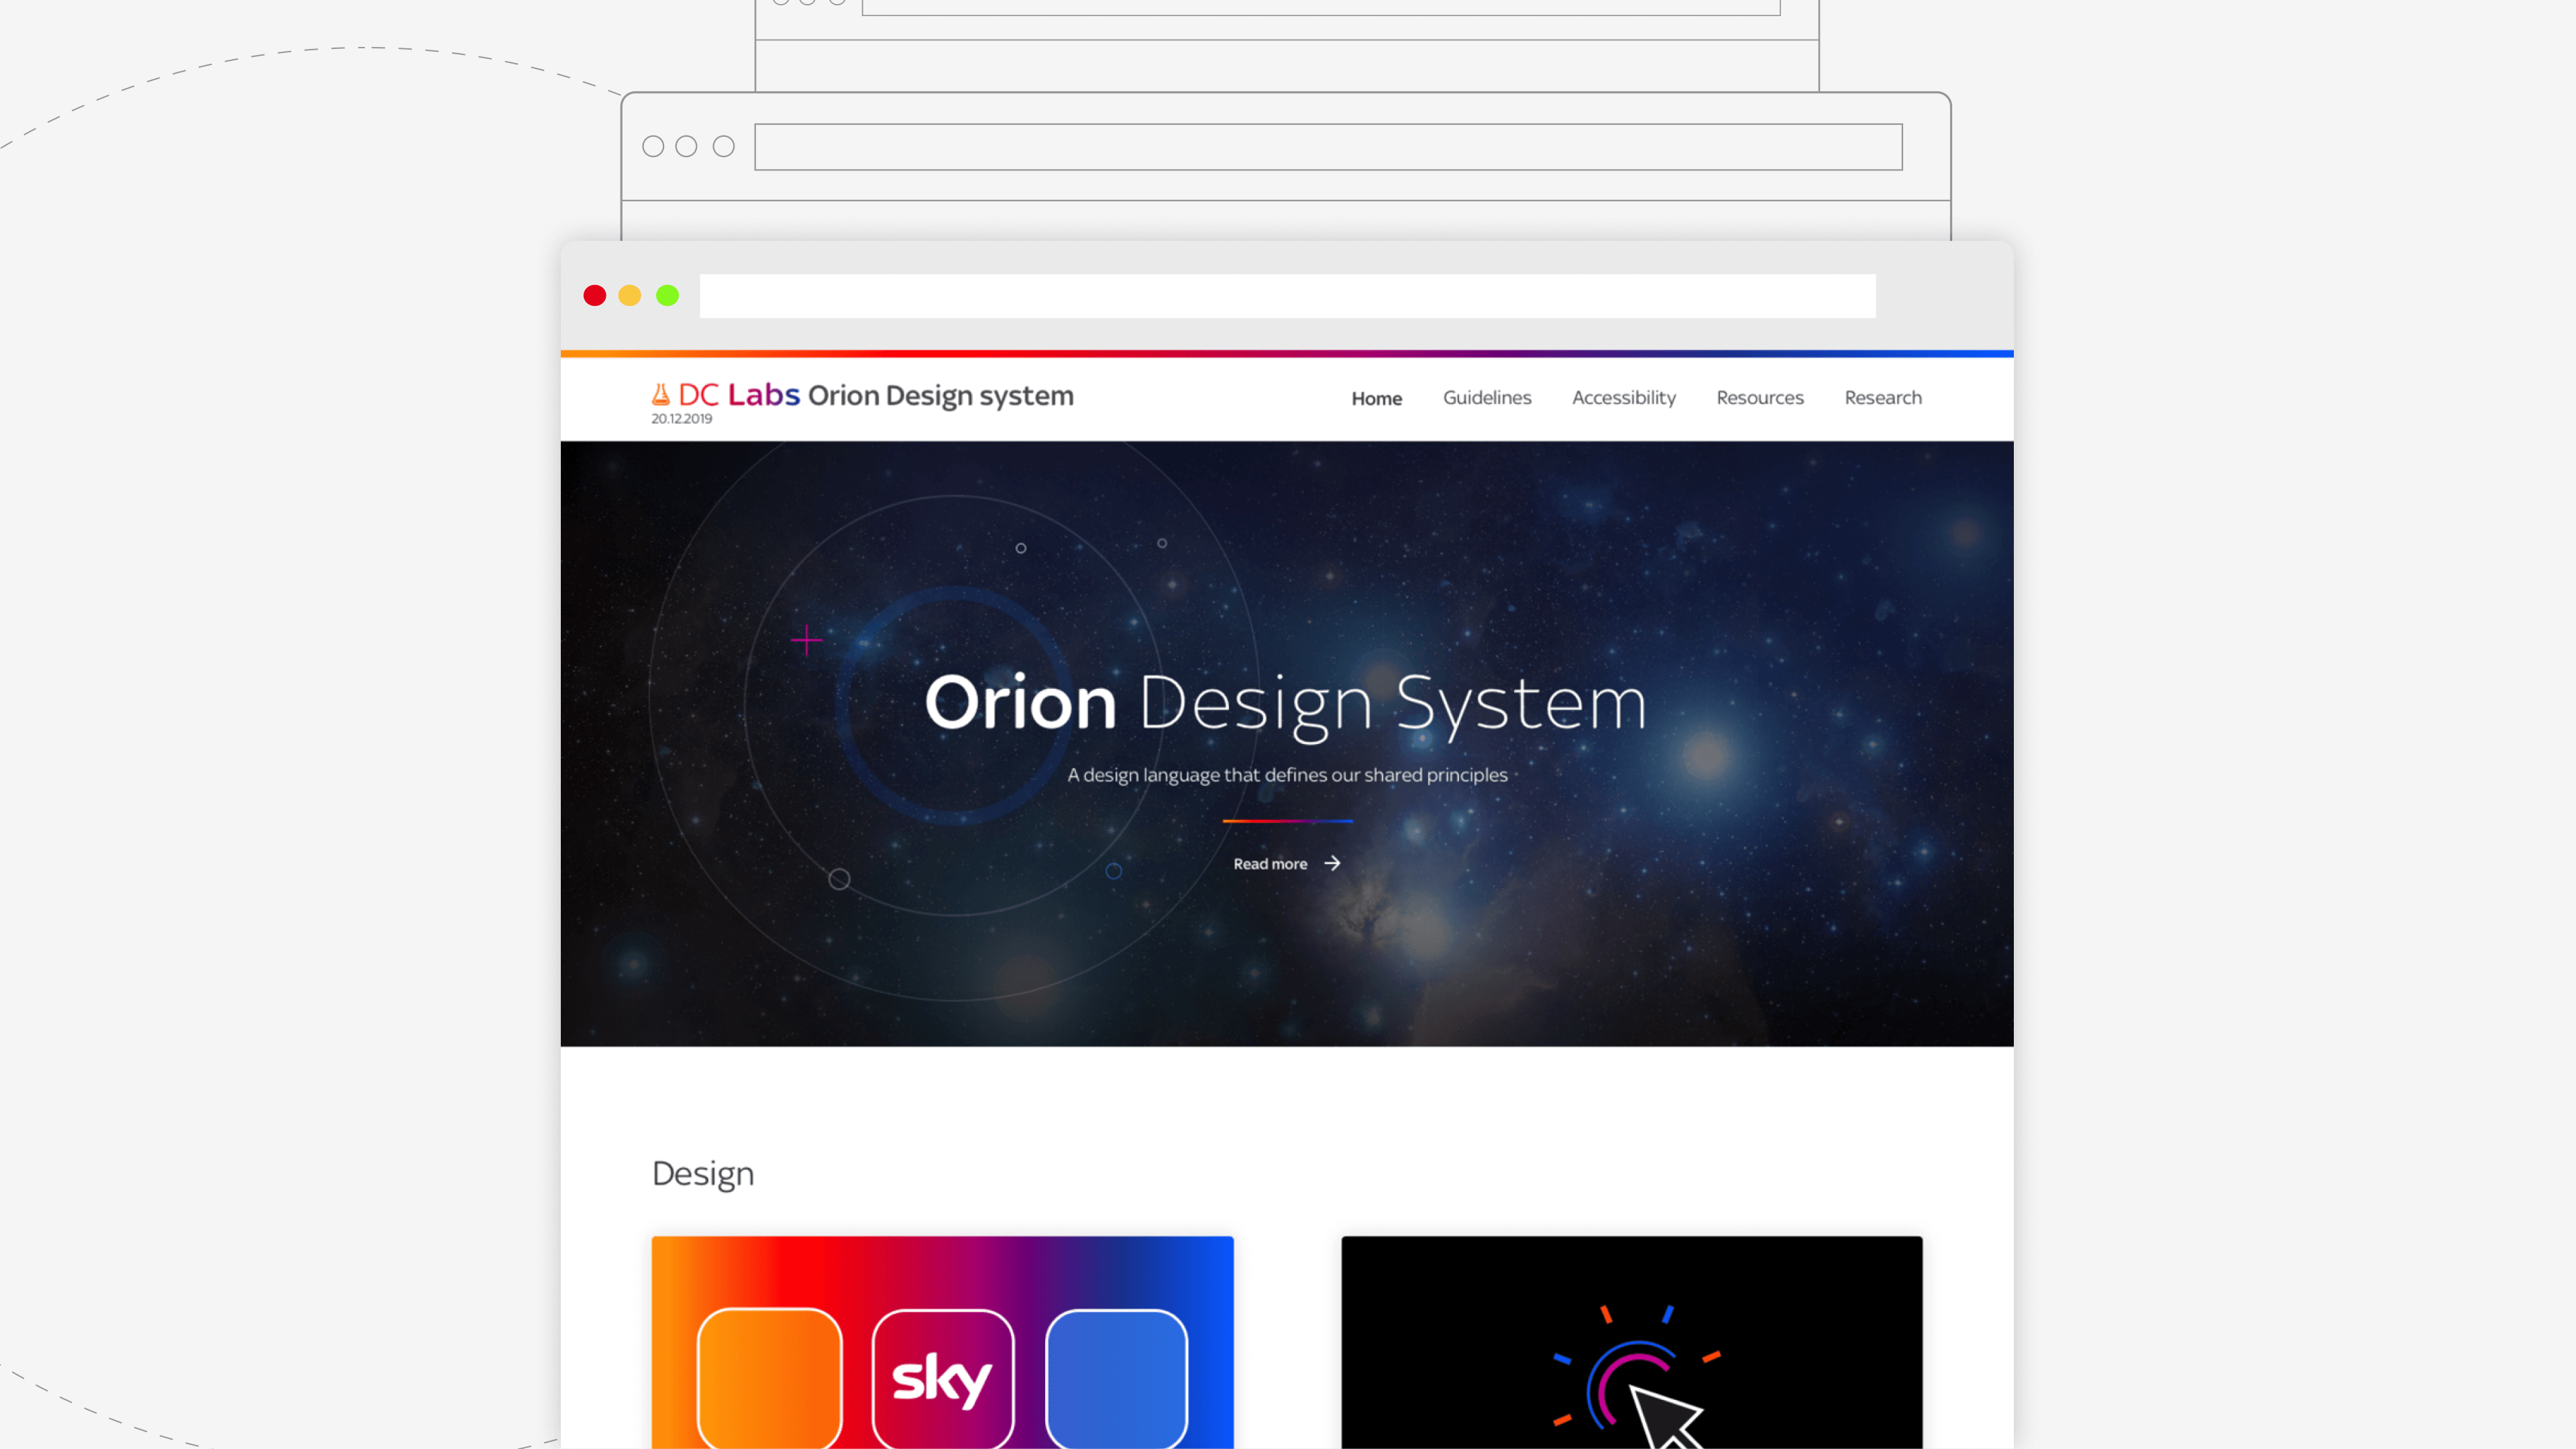 DC Labs Orion Design system
20.12.2019
Home Guidelines Accessibility Resources Research
Orion Design System
A design language that defines our shared principles
Read more
Design
sky